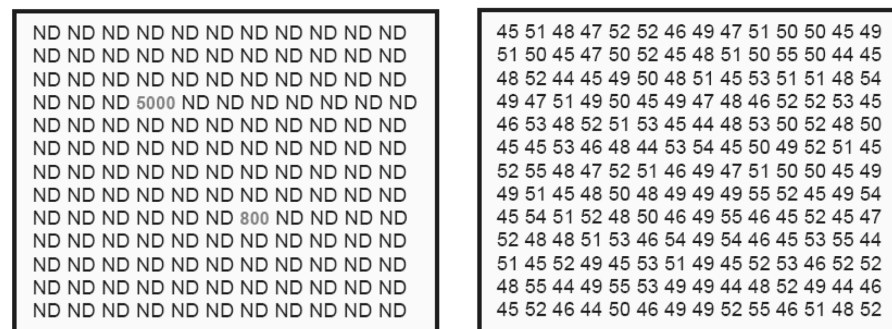 ND ND ND ND ND ND ND ND ND ND ND
ND ND ND ND ND ND ND ND ND ND ND
ND ND ND ND ND ND ND ND ND ND ND
ND ND ND 5000 ND ND ND ND ND ND ND
ND ND ND ND ND ND ND ND ND ND ND
ND ND ND ND ND ND ND ND ND ND ND
ND ND ND ND ND ND ND ND ND ND ND
ND ND ND ND ND ND ND ND ND ND ND
ND ND ND ND ND ND 800 ND ND ND ND
ND ND ND ND ND ND ND ND ND ND ND
ND ND ND ND ND ND ND ND ND ND ND
ND ND ND ND ND ND ND ND ND ND ND
ND ND ND ND ND ND ND ND ND ND ND
45 51 48 47 52 52 46 49 47 51 50 50 45 49
51 50 45 47 50 52 45 48 51 50 55 50 44 45
48 52 44 45 49 50 48 51 45 53 51 51 48 54
49 47 51 49 50 45 49 47 48 46 52 52 53 45
46 53 48 52 51 53 45 44 48 53 50 52 48 50
45 45 53 46 48 44 53 54 45 50 49 52 51 45
52 55 48 47 52 51 46 49 47 51 50 50 45 49
49 51 45 48 50 48 49 49 49 55 52 45 49 54
45 54 51 52 48 50 46 49 55 46 45 52 45 47
52 48 48 51 53 46 54 49 54 46 45 53 55 44
51 45 52 49 45 53 51 49 45 52 53 46 52 52
48 55 44 49 55 53 49 49 44 48 52 49 44 46
45 52 46 44 50 46 49 49 52 55 46 51 48 52